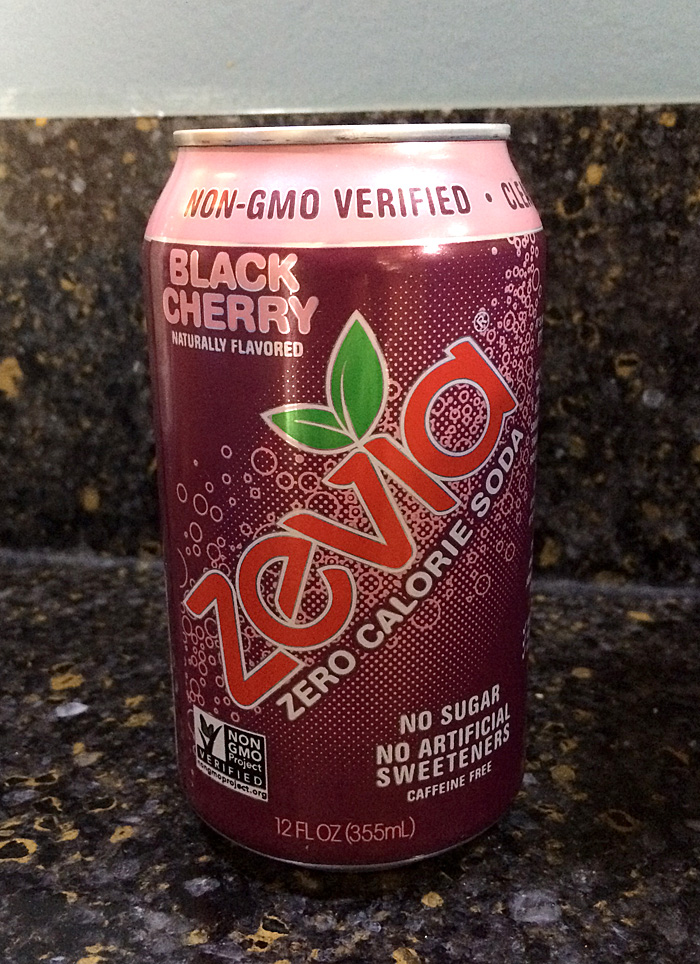 NON-GMO VERIFIED •
BLACK
CHERRY
NATURALLY FLAVORED
zevia®
ZERO CALORIE SODA
NON
GMO
Project
VERIFIED
nongmoproject.org
NO SUGAR
NO ARTIFICIAL
SWEETENERS
CAFFEINE FREE
12 FL OZ (355mL)